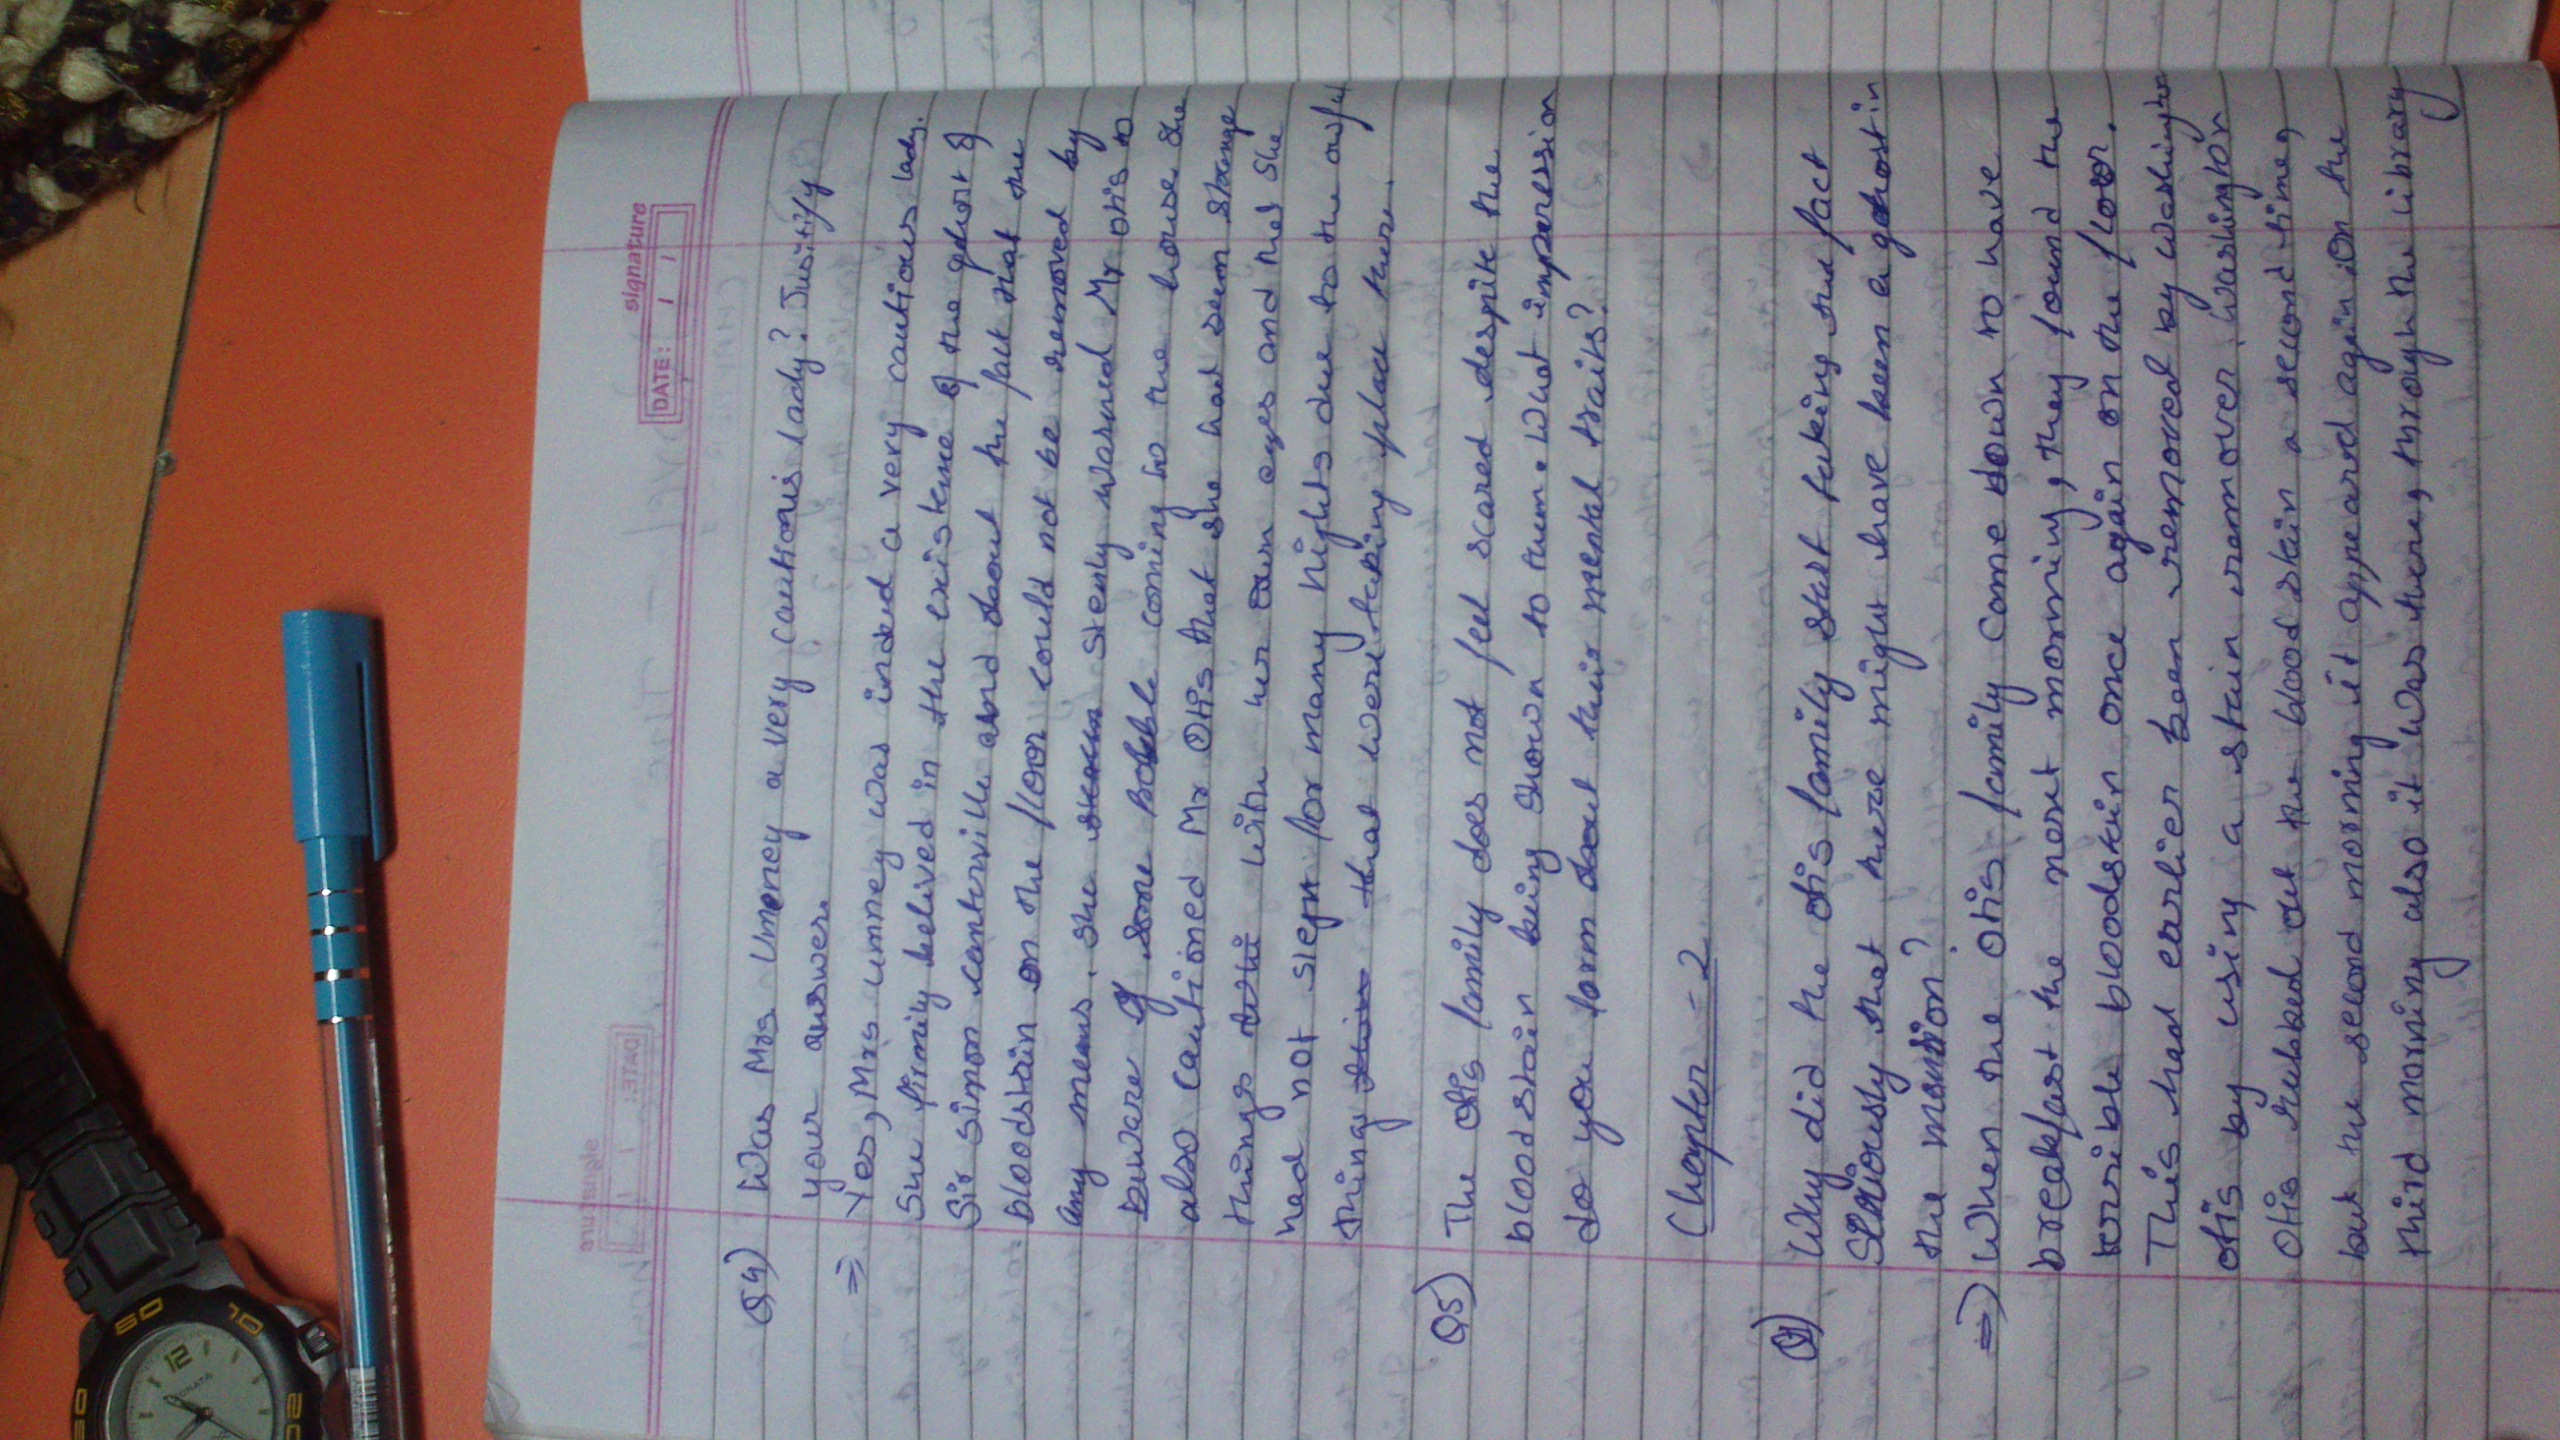 signature
DATE: / /
Q4) Was Mrs Umoney a very cautious lady? Jusitify
your answer.
⇒ Yes, Mrs umney was indeed a very cautious lady.
She firmily belived in the existence of the gehost of
Sir Simon canterville and about the fact that the
bloodstain on the floor could not be removed by
any means. She stenly warned Mr otis to
beware of some coming to the house she
also cautioned Mr Otis that she had seen strange
things with her own eyes and that she
had not slept for many nights due to the awful
things that were taking place there.
Q5) The otis family does not feel scared despite the
bloodstain being shown to them. What imperession
do you form about their mental traits?
Chapter - 2
Q1) Why did the otis family start taking the fact
seriously that there might have been a gehost in
the mantion?
⇒ When the Otis family come down to have
breakfast the next morning, they found the
terrible bloodstain once again on the floor.
This had earlier been removed by Washington
otis by using a stain remover. Washington
Otis rubbed out the blood stain a second time,
but the second morning it appeared again on the
third morning also it was there, through the library